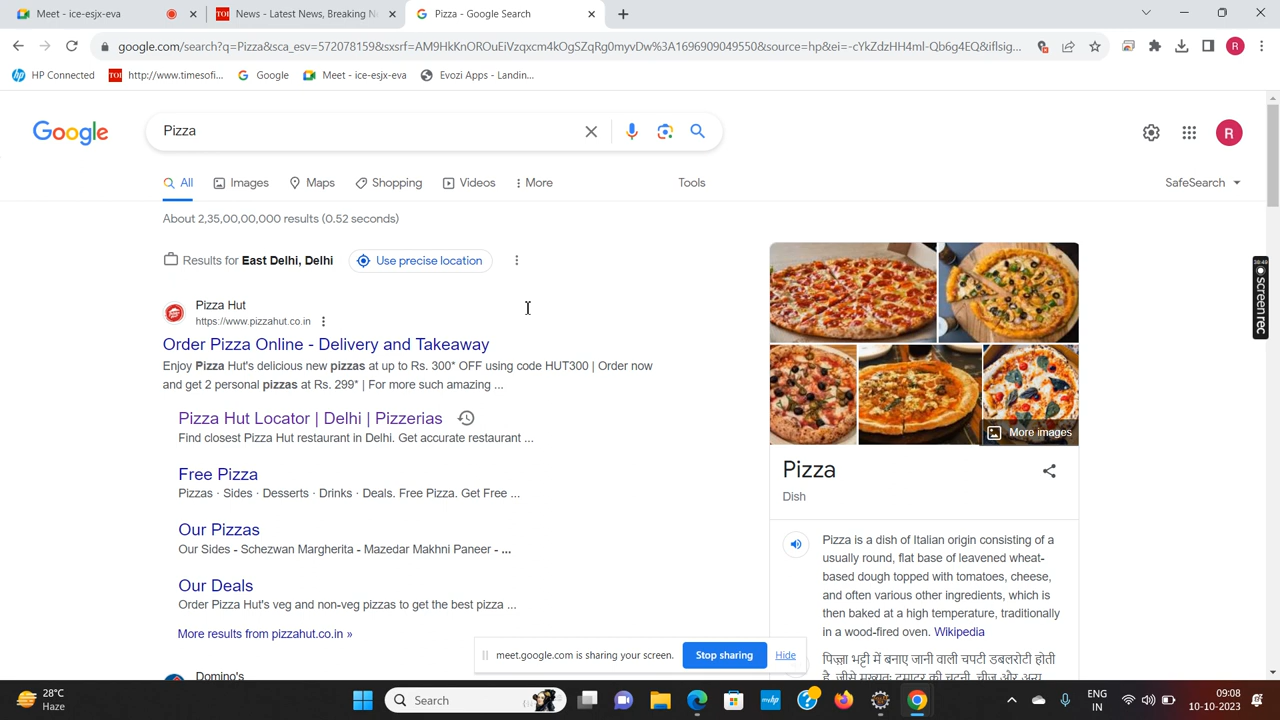 Meet - ice-esjx-eva
News - Latest News, Breaking N
Pizza - Google Search
google.com/search?q=Pizza&sca_esv=572078159&sxsrf=AM9HkKnOROuEiVzqxcm4kOgSZqRg0myvDw%3A1696909049550&source=hp&ei=-cYkZdzHH4ml-Qb6g4EQ&iflsig...
R
HP Connected
TOI
http://www.timesofi...
Google
Meet - ice-esjx-eva
Evozi Apps - Landin...
Google
Pizza
R
All
Images
Maps
Shopping
Videos
More
Tools
SafeSearch
About 2,35,00,00,000 results (0.52 seconds)
Results for East Delhi, Delhi
Use precise location
Pizza Hut
https://www.pizzahut.co.in
Order Pizza Online - Delivery and Takeaway
Enjoy Pizza Hut's delicious new pizzas at up to Rs. 300* OFF using code HUT300 | Order now
and get 2 personal pizzas at Rs. 299* | For more such amazing ...
Pizza Hut Locator | Delhi | Pizzerias
Find closest Pizza Hut restaurant in Delhi. Get accurate restaurant ...
Free Pizza
Pizzas · Sides · Desserts · Drinks · Deals. Free Pizza. Get Free ...
Our Pizzas
Our Sides - Schezwan Margherita - Mazedar Makhni Paneer - ...
Our Deals
Order Pizza Hut's veg and non-veg pizzas to get the best pizza ...
More results from pizzahut.co.in »
Domino's
More images
Pizza
Dish
Pizza is a dish of Italian origin consisting of a
usually round, flat base of leavened wheat-
based dough topped with tomatoes, cheese,
and often various other ingredients, which is
then baked at a high temperature, traditionally
in a wood-fired oven. Wikipedia
पिज़्ज़ा भट्टी में बनाए जानी वाली चपटी डबलरोटी होती
है, जीसे मुख्यतः टमाटर की चटनी, चीज़ और अन्य
screenrec
meet.google.com is sharing your screen.
Stop sharing
Hide
28°C
Haze
Search
ENG
IN
09:08
10-10-2023